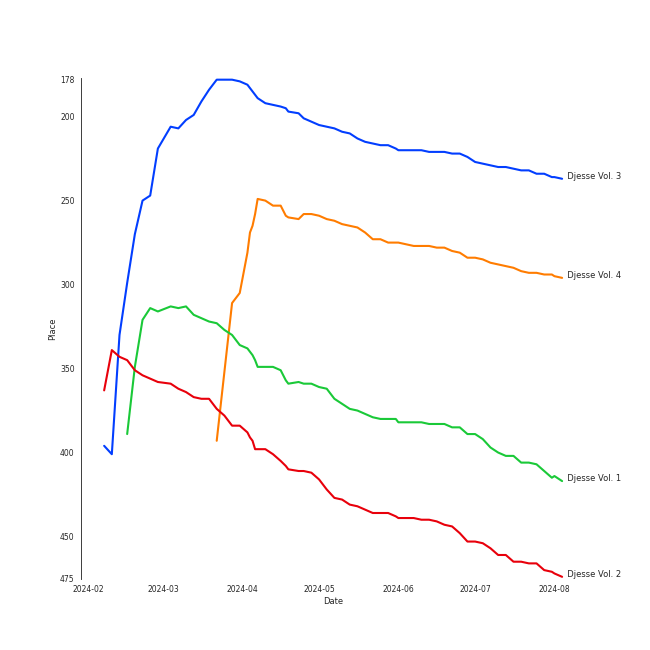 178
200
250
300
350
400
450
475
Place
2024-02
2024-03
2024-04
2024-05
2024-06
2024-07
2024-08
Date
Djesse Vol. 3
Djesse Vol. 4
Djesse Vol. 1
Djesse Vol. 2